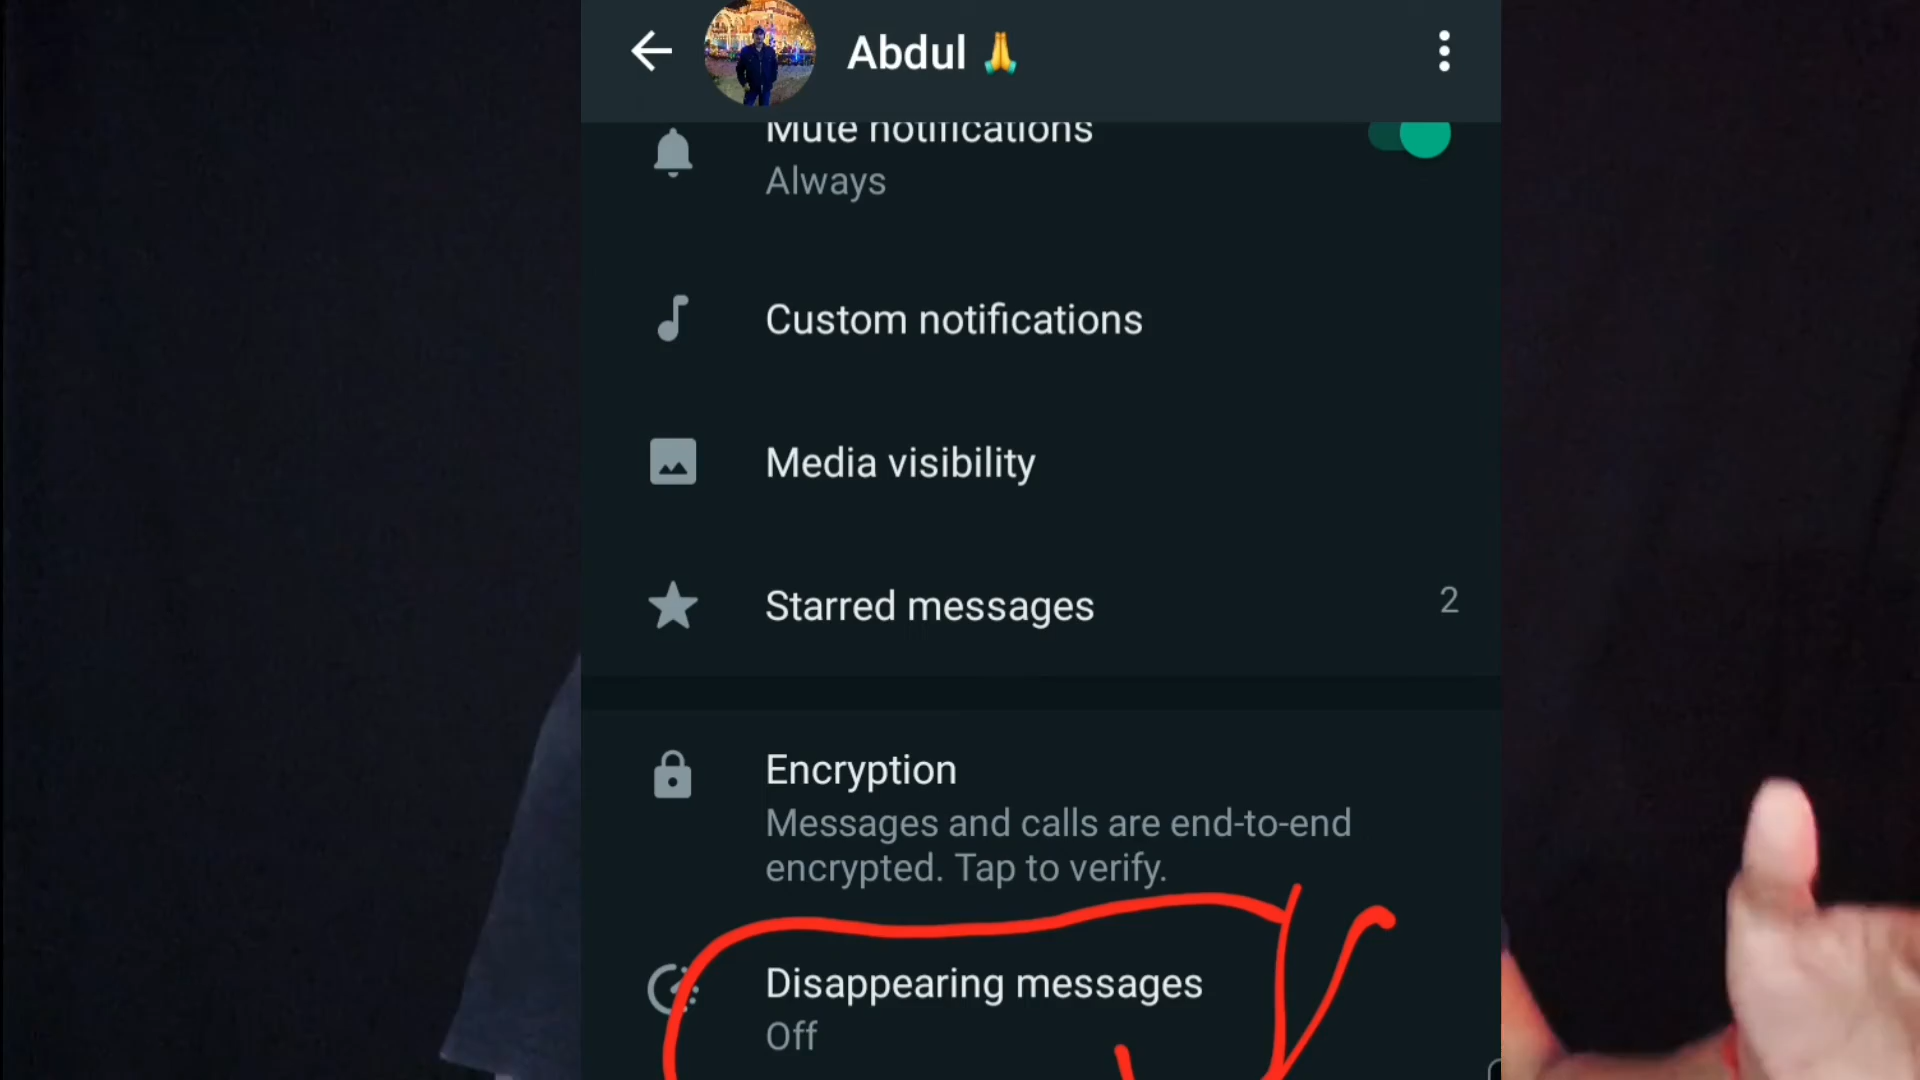 Abdul 🙏
Mute notifications
Always
Custom notifications
Media visibility
Starred messages
2
Encryption
Messages and calls are end-to-end
encrypted. Tap to verify.
Disappearing messages
Off